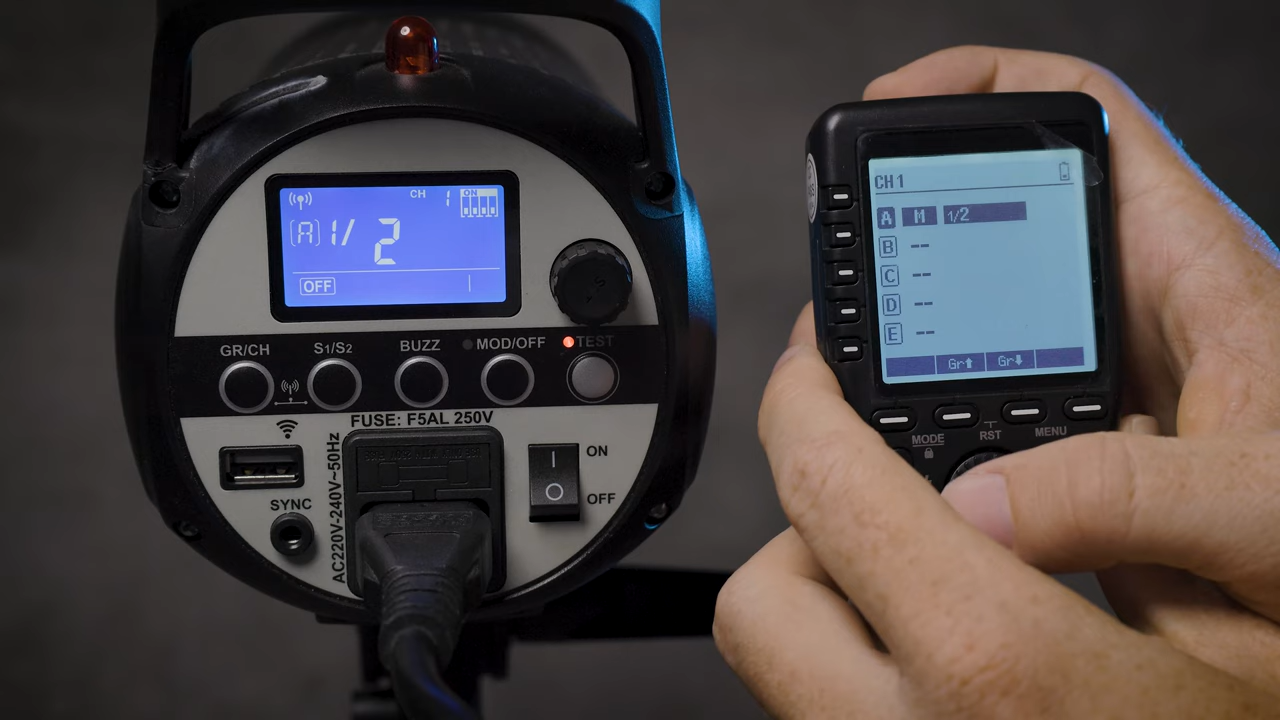 CH 1 ON
(A) 1/2
OFF
GR/CH S1/S2 BUZZ MOD/OFF TEST
FUSE: F5AL 250V
AC220V-240V~50Hz
SYNC
ON
OFF
CH 1
A M 1/2
B --
C --
D --
E --
Gr Gr
MODE RST MENU